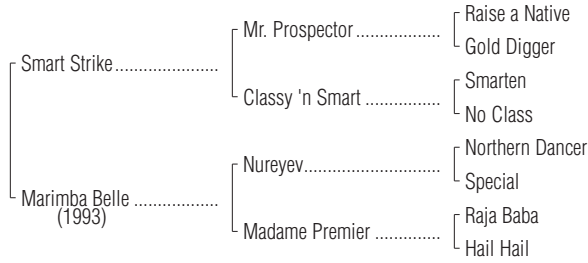 Raise a Native
Mr. Prospector ..................
Gold Digger
Smart Strike......................
Smarten
Classy 'n Smart ................
No Class
Northern Dancer
Nureyev.............................
Special
Marimba Belle ..................
(1993)
Raja Baba
Madame Premier ..............
Hail Hail